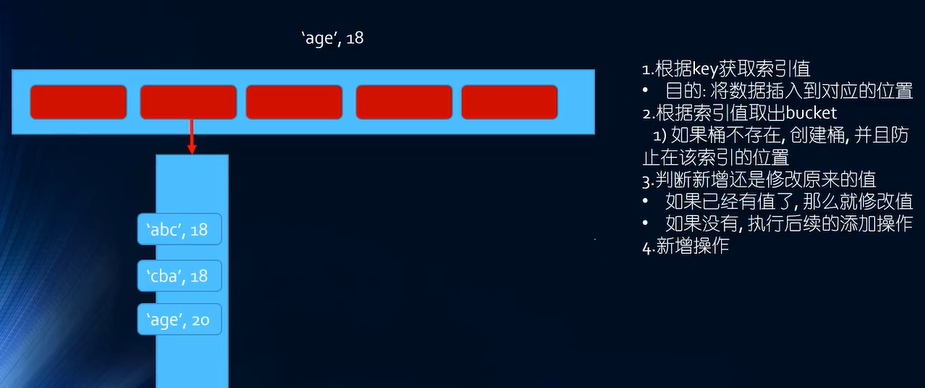 ‘age’, 18
‘abc’, 18
‘cba’, 18
‘age’, 20
1.根据key获取索引值
• 目的: 将数据插入到对应的位置
2.根据索引值取出bucket
1) 如果桶不存在, 创建桶, 并且防
止在该索引的位置
3.判断新增还是修改原来的值
• 如果已经有值了, 那么就修改值
• 如果没有, 执行后续的添加操作
4.新增操作